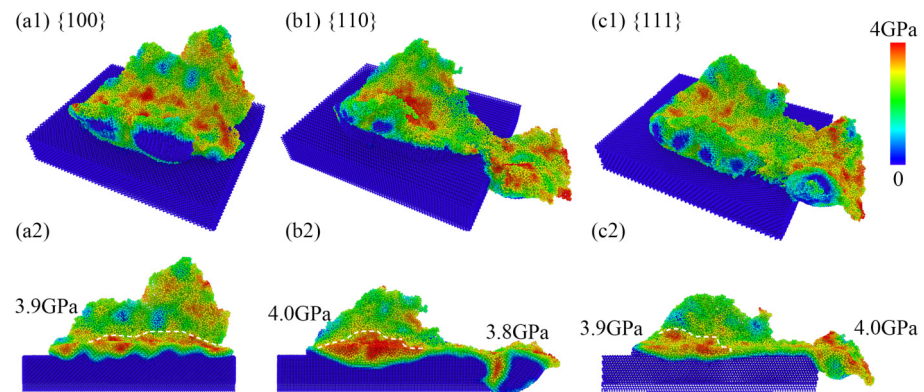 (a1) {100}
(b1) {110}
(c1) {111}
4GPa
0
(a2)
(b2)
(c2)
3.9GPa
4.0GPa
3.8GPa
3.9GPa
4.0GPa